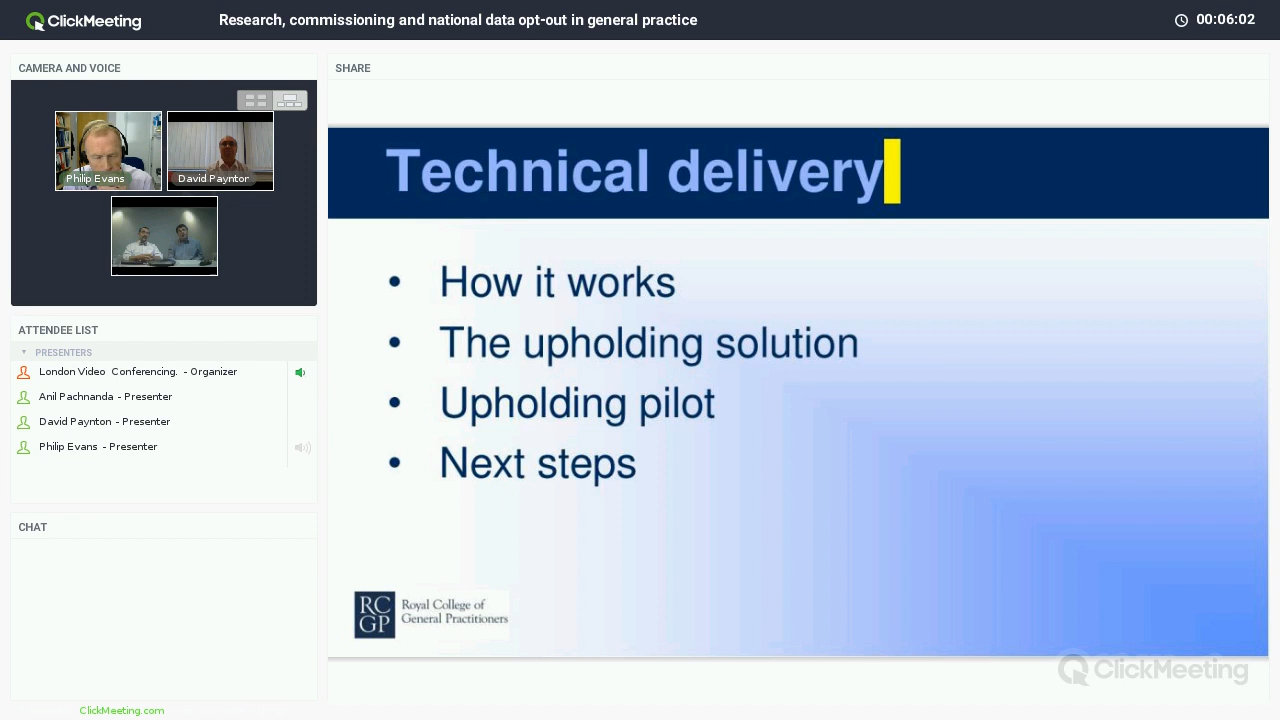 ClickMeeting
Research, commissioning and national data opt-out in general practice
00:06:02
CAMERA AND VOICE
Philip Evans
David Payntor
ATTENDEE LIST
PRESENTERS
London Video Conferencing. - Organizer
Anil Pachnanda - Presenter
David Paynton - Presenter
Philip Evans - Presenter
CHAT
ClickMeeting.com
SHARE
Technical delivery
• How it works
• The upholding solution
• Upholding pilot
• Next steps
RC
GP
Royal College of
General Practitioners
ClickMeeting